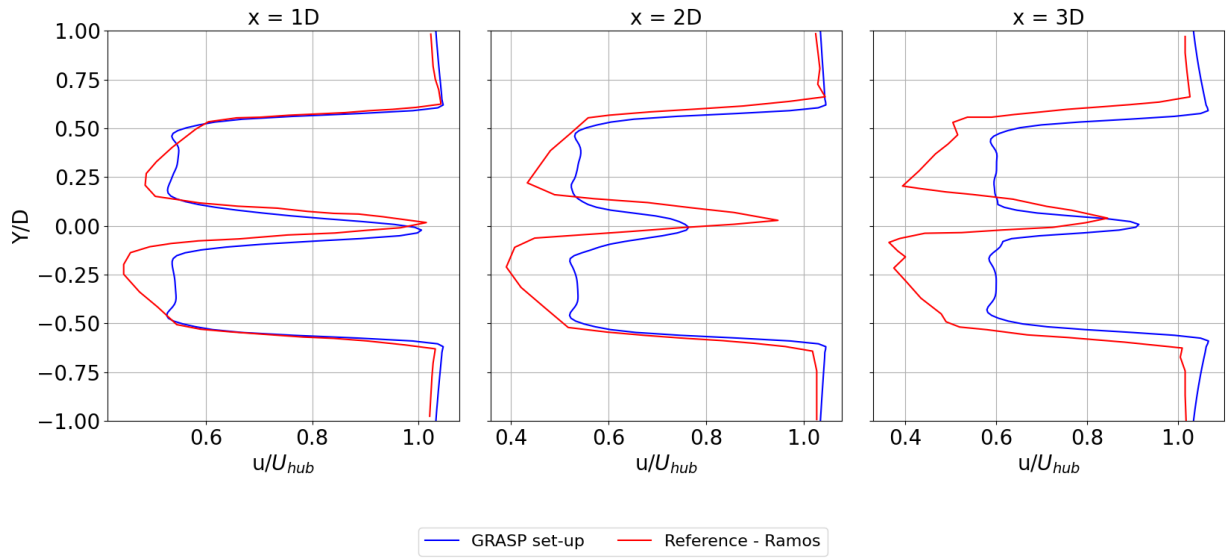 x = 1D
x = 2D
x = 3D
1.00
0.75
0.50
0.25
0.00
−0.25
−0.50
−0.75
−1.00
Y/D
0.6 0.8 1.0
0.4 0.6 0.8 1.0
0.4 0.6 0.8 1.0
u/U_hub
u/U_hub
u/U_hub
GRASP set-up
Reference - Ramos